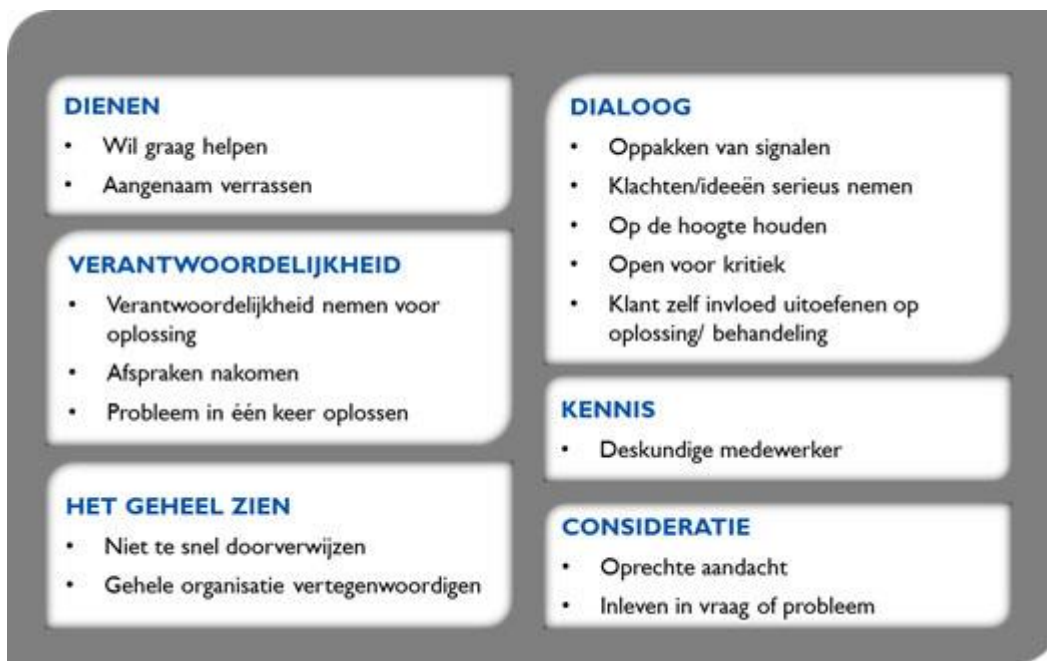 DIENEN
• Wil graag helpen
• Aangenaam verrassen
VERANTWOORDELIJKHEID
• Verantwoordelijkheid nemen voor
oplossing
• Afspraken nakomen
• Probleem in één keer oplossen
HET GEHEEL ZIEN
• Niet te snel doorverwijzen
• Gehele organisatie vertegenwoordigen
DIALOOG
• Oppakken van signalen
• Klachten/ideeën serieus nemen
• Op de hoogte houden
• Open voor kritiek
• Klant zelf invloed uitoefenen op
oplossing/ behandeling
KENNIS
• Deskundige medewerker
CONSIDERATIE
• Oprechte aandacht
• Inleven in vraag of probleem